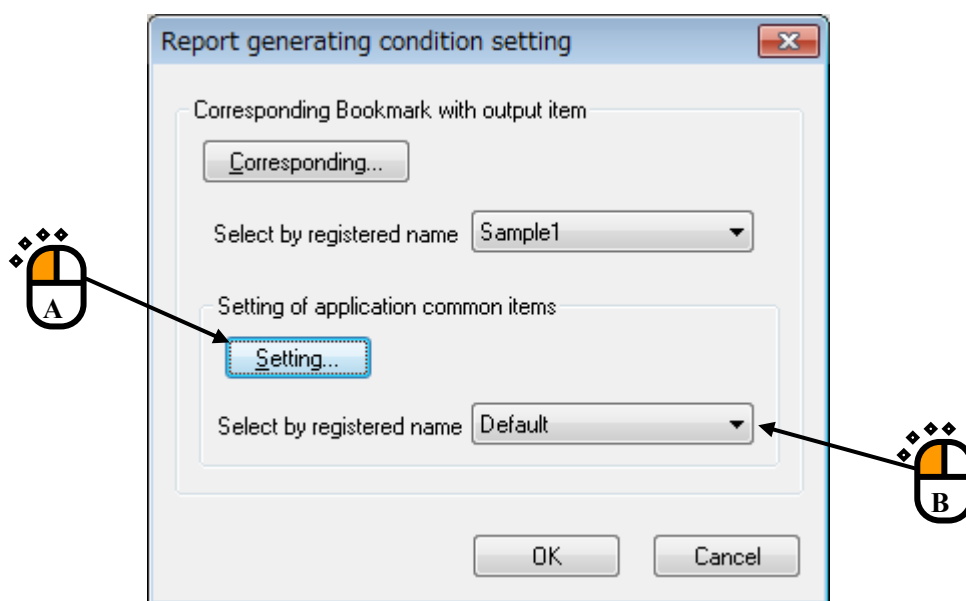 Report generating condition setting
Corresponding Bookmark with output item
Corresponding...
Select by registered name Sample1
Setting of application common items
A
Setting...
Select by registered name Default
B
OK Cancel